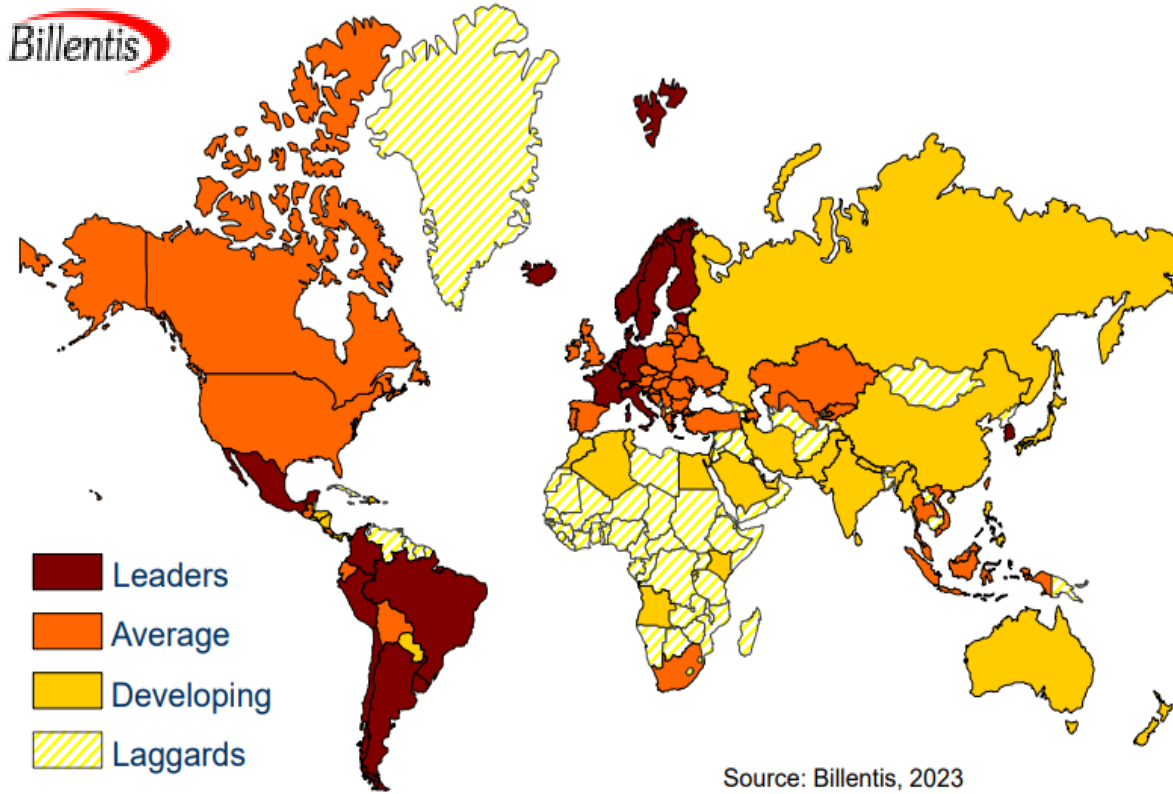 Billentis
Leaders
Average
Developing
Laggards
Source: Billentis, 2023